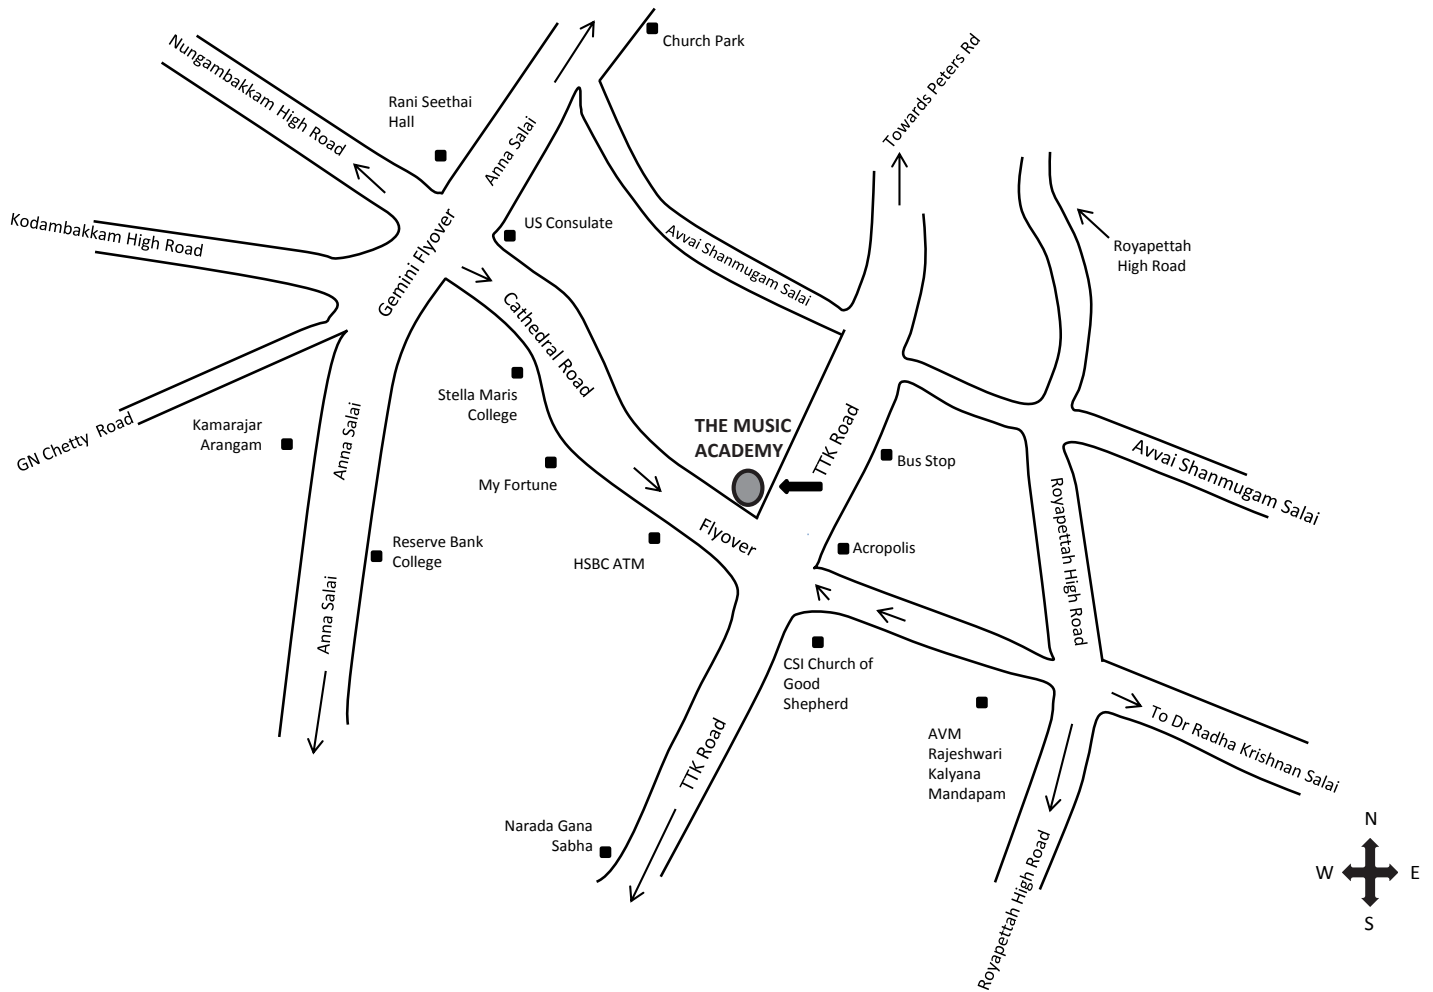 Church Park
Nungambakkam High Road
Rani Seethai
Hall
Anna Salai
Towards Peters Rd
Kodambakkam High Road
Gemini Flyover
US Consulate
Avvai Shanmugam Salai
Royapettah
High Road
Cathedral Road
Stella Maris
College
GN Chetty Road
Kamarajar
Arangam
Anna Salai
THE MUSIC
ACADEMY
TTK Road
Bus Stop
Avvai Shanmugam Salai
My Fortune
Flyover
Royapettah High Road
Reserve Bank
College
HSBC ATM
Acropolis
Anna Salai
CSI Church of
Good
Shepherd
AVM
Rajeshwari
Kalyana
Mandapam
To Dr Radha Krishnan Salai
TTK Road
Narada Gana
Sabha
Royapettah High Road
N
W
E
S